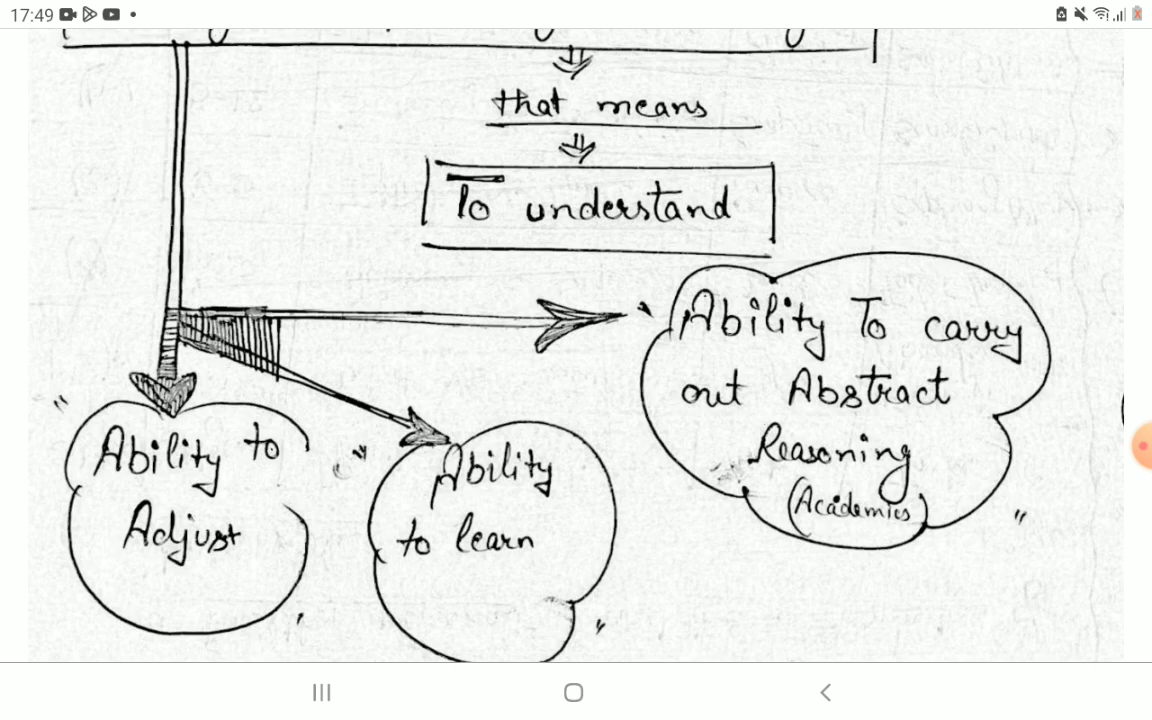 17:49
that means
To understand
Ability To carry
out Abstract
Reasoning
(Academics)
Ability to
Adjust
Ability
to learn